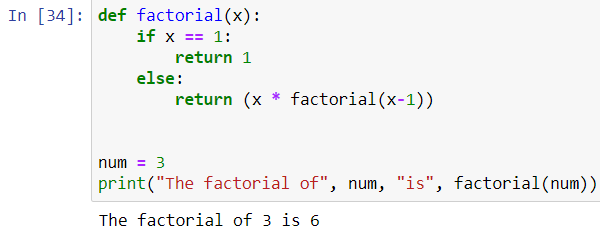 In [34]: def factorial(x):
    if x == 1:
        return 1
    else:
        return (x * factorial(x-1))
num = 3
print("The factorial of", num, "is", factorial(num))
The factorial of 3 is 6